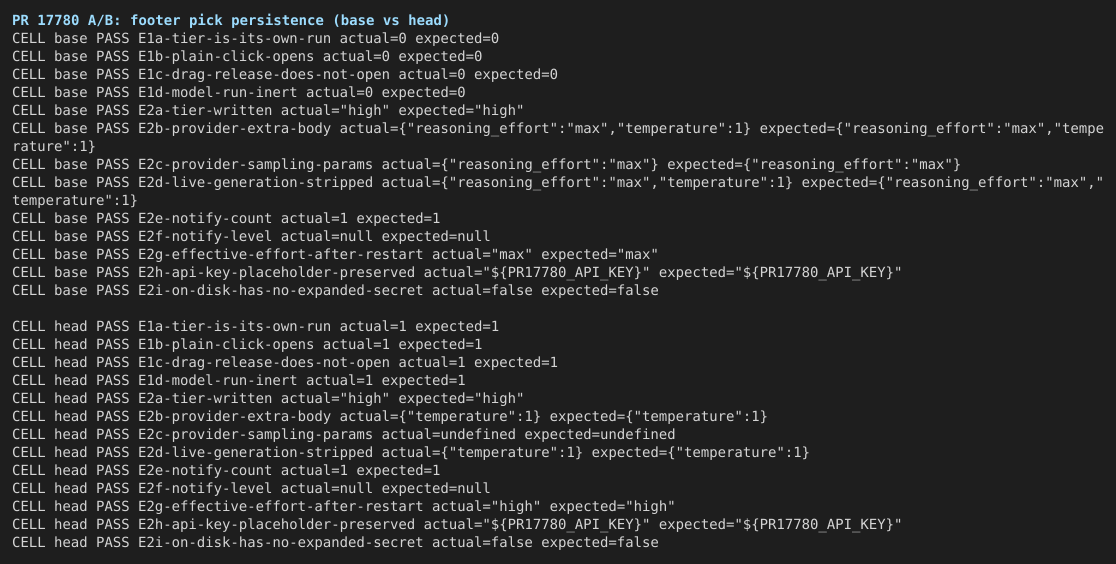 PR 17780 A/B: footer pick persistence (base vs head)
CELL base PASS E1a-tier-is-its-own-run actual=0 expected=0
CELL base PASS E1b-plain-click-opens actual=0 expected=0
CELL base PASS E1c-drag-release-does-not-open actual=0 expected=0
CELL base PASS E1d-model-run-inert actual=0 expected=0
CELL base PASS E2a-tier-written actual="high" expected="high"
CELL base PASS E2b-provider-extra-body actual={"reasoning_effort":"max","temperature":1} expected={"reasoning_effort":"max","tempe
rature":1}
CELL base PASS E2c-provider-sampling-params actual={"reasoning_effort":"max"} expected={"reasoning_effort":"max"}
CELL base PASS E2d-live-generation-stripped actual={"reasoning_effort":"max","temperature":1} expected={"reasoning_effort":"max","
temperature":1}
CELL base PASS E2e-notify-count actual=1 expected=1
CELL base PASS E2f-notify-level actual=null expected=null
CELL base PASS E2g-effective-effort-after-restart actual="max" expected="max"
CELL base PASS E2h-api-key-placeholder-preserved actual="${PR17780_API_KEY}" expected="${PR17780_API_KEY}"
CELL base PASS E2i-on-disk-has-no-expanded-secret actual=false expected=false
CELL head PASS E1a-tier-is-its-own-run actual=1 expected=1
CELL head PASS E1b-plain-click-opens actual=1 expected=1
CELL head PASS E1c-drag-release-does-not-open actual=1 expected=1
CELL head PASS E1d-model-run-inert actual=1 expected=1
CELL head PASS E2a-tier-written actual="high" expected="high"
CELL head PASS E2b-provider-extra-body actual={"temperature":1} expected={"temperature":1}
CELL head PASS E2c-provider-sampling-params actual=undefined expected=undefined
CELL head PASS E2d-live-generation-stripped actual={"temperature":1} expected={"temperature":1}
CELL head PASS E2e-notify-count actual=1 expected=1
CELL head PASS E2f-notify-level actual=null expected=null
CELL head PASS E2g-effective-effort-after-restart actual="high" expected="high"
CELL head PASS E2h-api-key-placeholder-preserved actual="${PR17780_API_KEY}" expected="${PR17780_API_KEY}"
CELL head PASS E2i-on-disk-has-no-expanded-secret actual=false expected=false